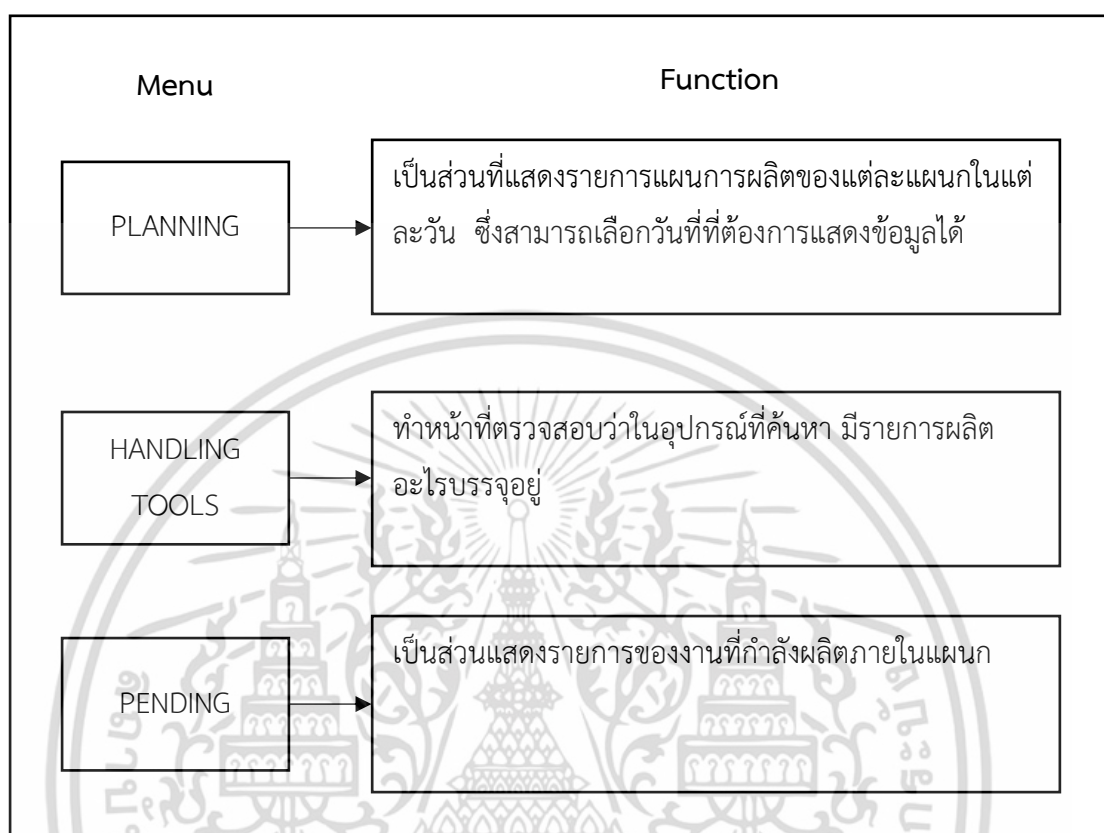 Menu
Function
PLANNING
เป็นส่วนที่แสดงรายการแผนการผลิตของแต่ละแผนกในแต่
ละวัน ซึ่งสามารถเลือกวันที่ที่ต้องการแสดงข้อมูลได้
HANDLING
TOOLS
ทำหน้าที่ตรวจสอบว่าในอุปกรณ์ที่ค้นหา มีรายการผลิต
อะไรบรรจุอยู่
PENDING
เป็นส่วนแสดงรายการของงานที่กำลังผลิตภายในแผนก